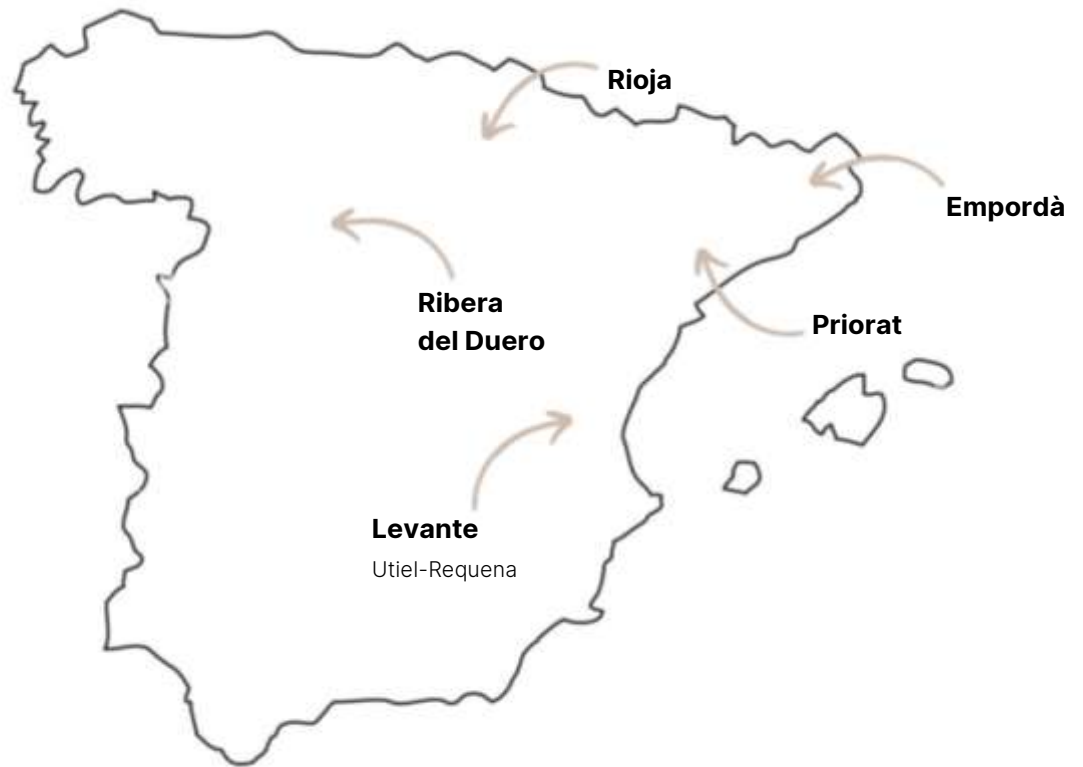 Rioja
Empordà
Ribera
del Duero
Priorat
Levante
Utiel-Requena